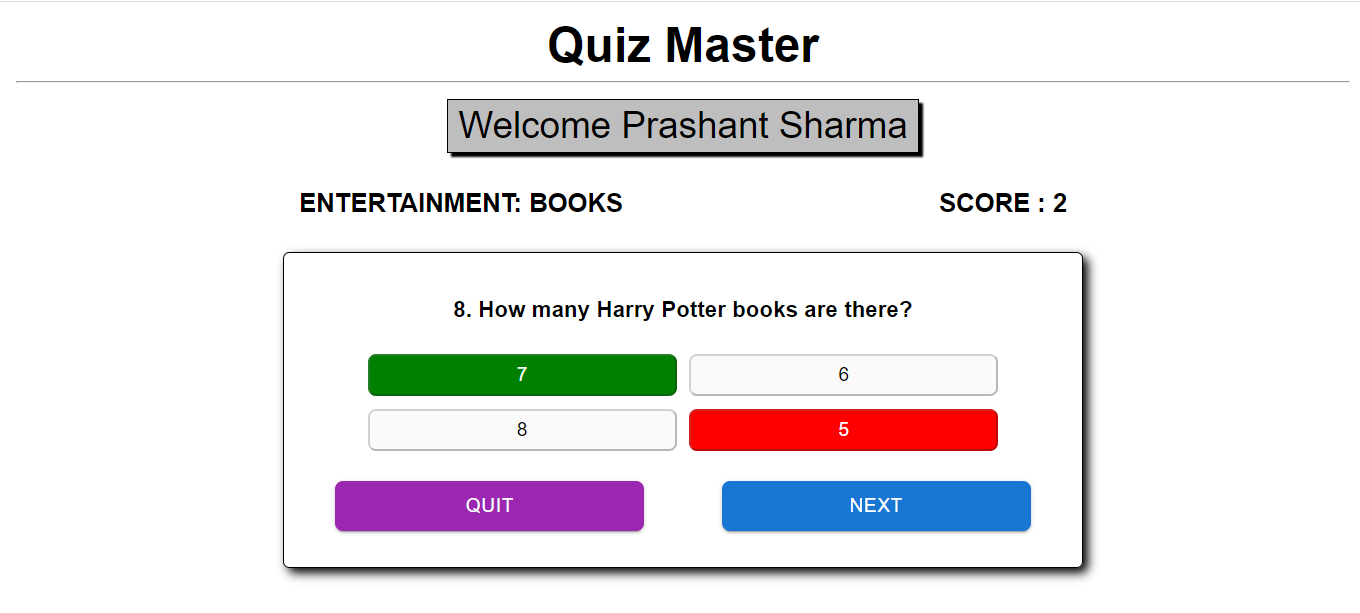 Quiz Master
Welcome Prashant Sharma
ENTERTAINMENT: BOOKS SCORE : 2
8. How many Harry Potter books are there?
7 6
8 5
QUIT NEXT